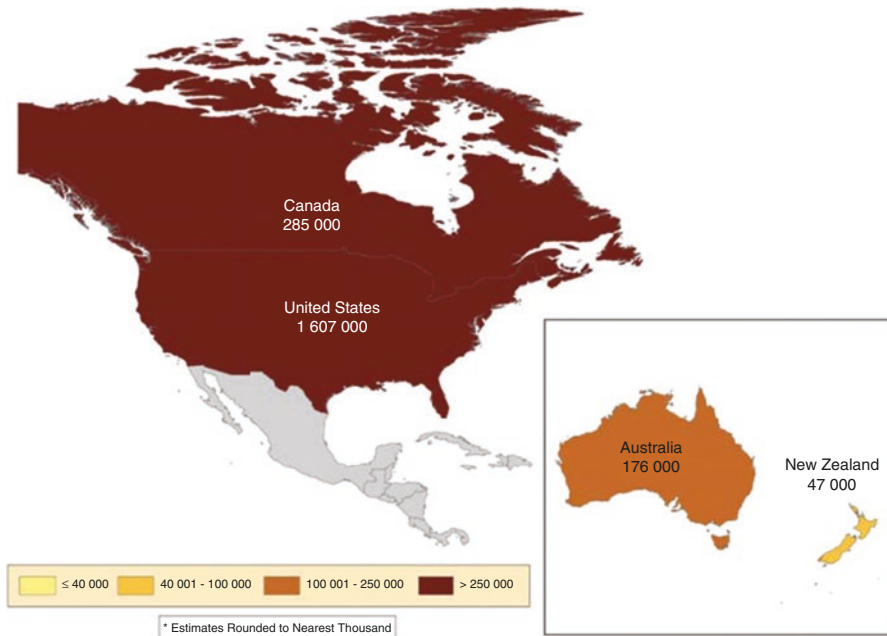 Canada
285 000
United States
1 607 000
Australia
176 000
New Zealand
47 000
≤ 40 000
40 001 - 100 000
100 001 - 250 000
> 250 000
* Estimates Rounded to Nearest Thousand